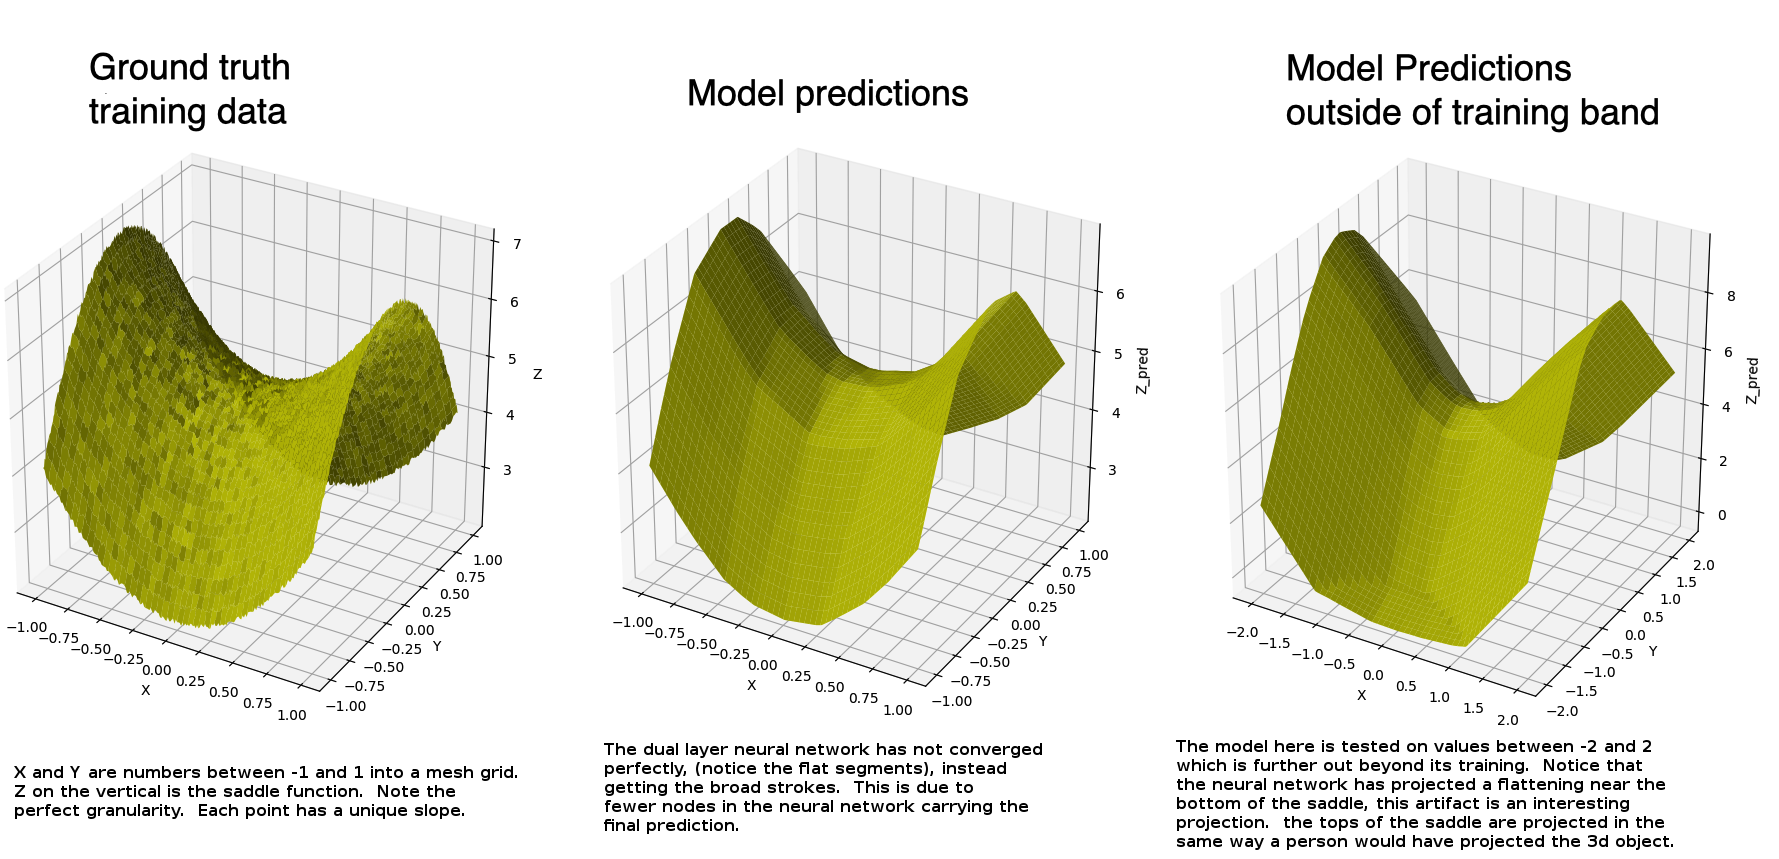 Ground truth
training data
7
6
5
4
3
Z
1.00
0.75
0.50
0.25
0.00
−0.25
−0.50
−0.75
−1.00
Y
−1.00
−0.75
−0.50
−0.25
0.00
0.25
0.50
0.75
1.00
X
X and Y are numbers between -1 and 1 into a mesh grid.
Z on the vertical is the saddle function. Note the
perfect granularity. Each point has a unique slope.
Model predictions
6
5
4
3
Z_pred
1.00
0.75
0.50
0.25
0.00
−0.25
−0.50
−0.75
−1.00
Y
−1.00
−0.75
−0.50
−0.25
0.00
0.25
0.50
0.75
1.00
X
The dual layer neural network has not converged
perfectly, (notice the flat segments), instead
getting the broad strokes. This is due to
fewer nodes in the neural network carrying the
final prediction.
Model Predictions
outside of training band
8
6
4
2
0
Z_pred
2.0
1.5
1.0
0.5
0.0
−0.5
−1.0
−1.5
−2.0
Y
−2.0
−1.5
−1.0
−0.5
0.0
0.5
1.0
1.5
2.0
X
The model here is tested on values between -2 and 2
which is further out beyond its training. Notice that
the neural network has projected a flattening near the
bottom of the saddle, this artifact is an interesting
projection. the tops of the saddle are projected in the
same way a person would have projected the 3d object.